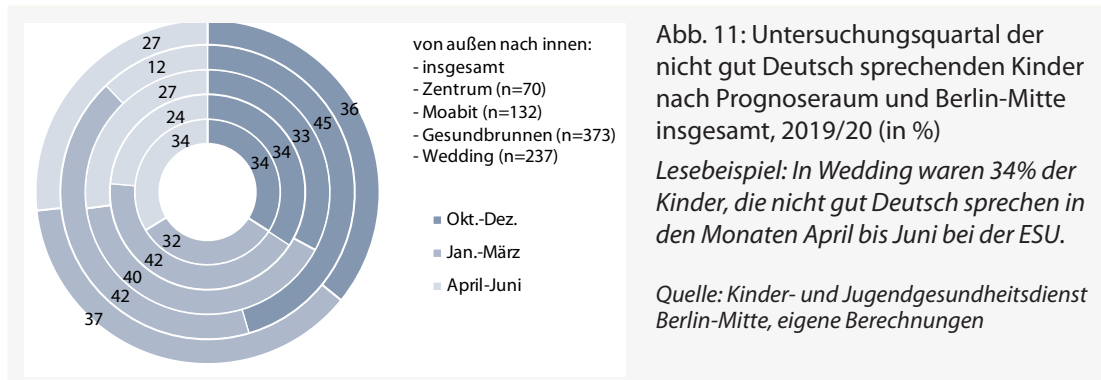 27
12
27
24
34
36
45
33
34
34
32
42
40
42
37
von außen nach innen:
- insgesamt
- Zentrum (n=70)
- Moabit (n=132)
- Gesundbrunnen (n=373)
- Wedding (n=237)
Okt.-Dez.
Jan.-März
April-Juni
Abb. 11: Untersuchungsquartal der
nicht gut Deutsch sprechenden Kinder
nach Prognoseraum und Berlin-Mitte
insgesamt, 2019/20 (in %)
Lesebeispiel: In Wedding waren 34% der
Kinder, die nicht gut Deutsch sprechen in
den Monaten April bis Juni bei der ESU.
Quelle: Kinder- und Jugendgesundheitsdienst
Berlin-Mitte, eigene Berechnungen